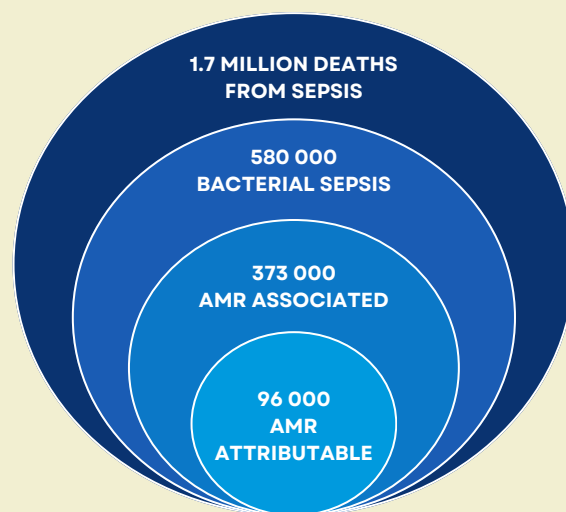 1.7 MILLION DEATHS
FROM SEPSIS
580 000
BACTERIAL SEPSIS
373 000
AMR ASSOCIATED
96 000
AMR
ATTRIBUTABLE